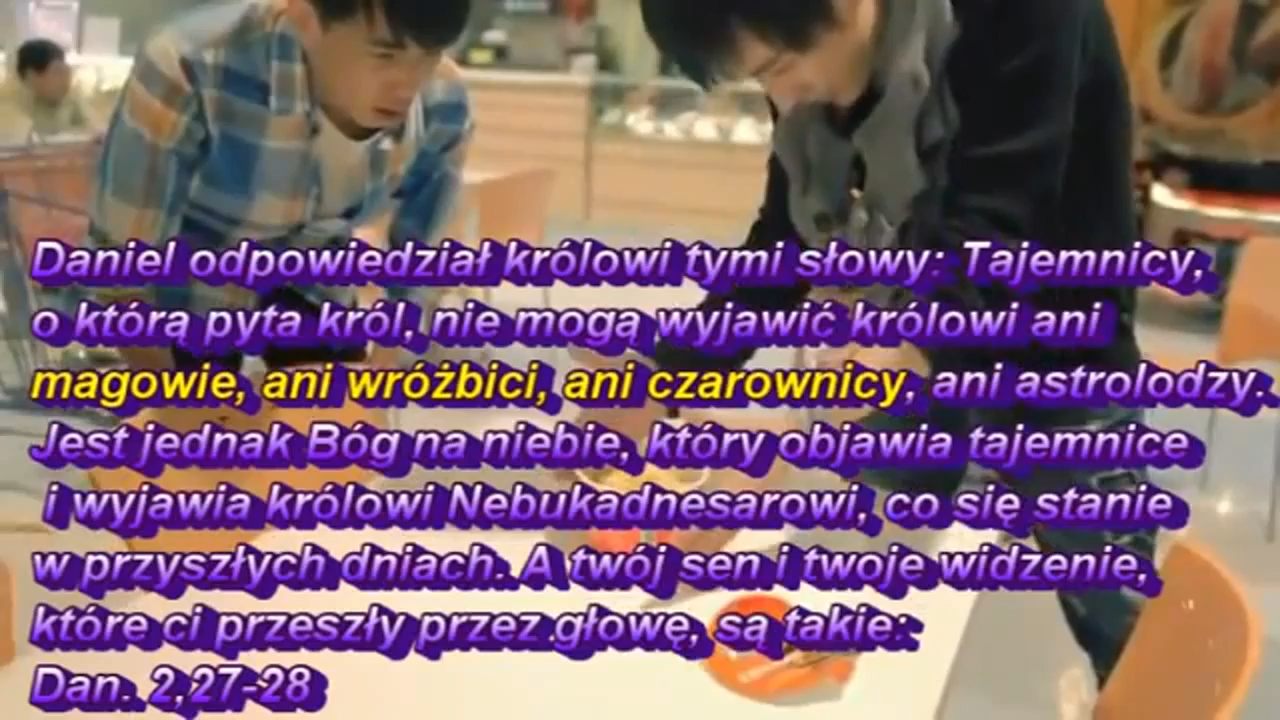 Daniel odpowiedział królowi tymi słowy: Tajemnicy,
o którą pyta król, nie mogą wyjawić królowi ani
magowie, ani wróżbici, ani czarownicy, ani astrolodzy.
Jest jednak Bóg na niebie, który objawia tajemnice
i wyjawia królowi Nebukadnesarowi, co się stanie
w przyszłych dniach. A twój sen i twoje widzenie,
które ci przeszły przez głowę, są takie:
Dan. 2,27-28